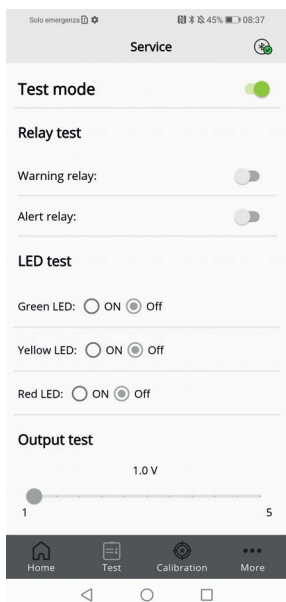 Solo emergenza 45% 08:37
Service
Test mode
Relay test
Warning relay:
Alert relay:
LED test
Green LED: ON Off
Yellow LED: ON Off
Red LED: ON Off
Output test
1.0 V
1 5
Home Test Calibration More